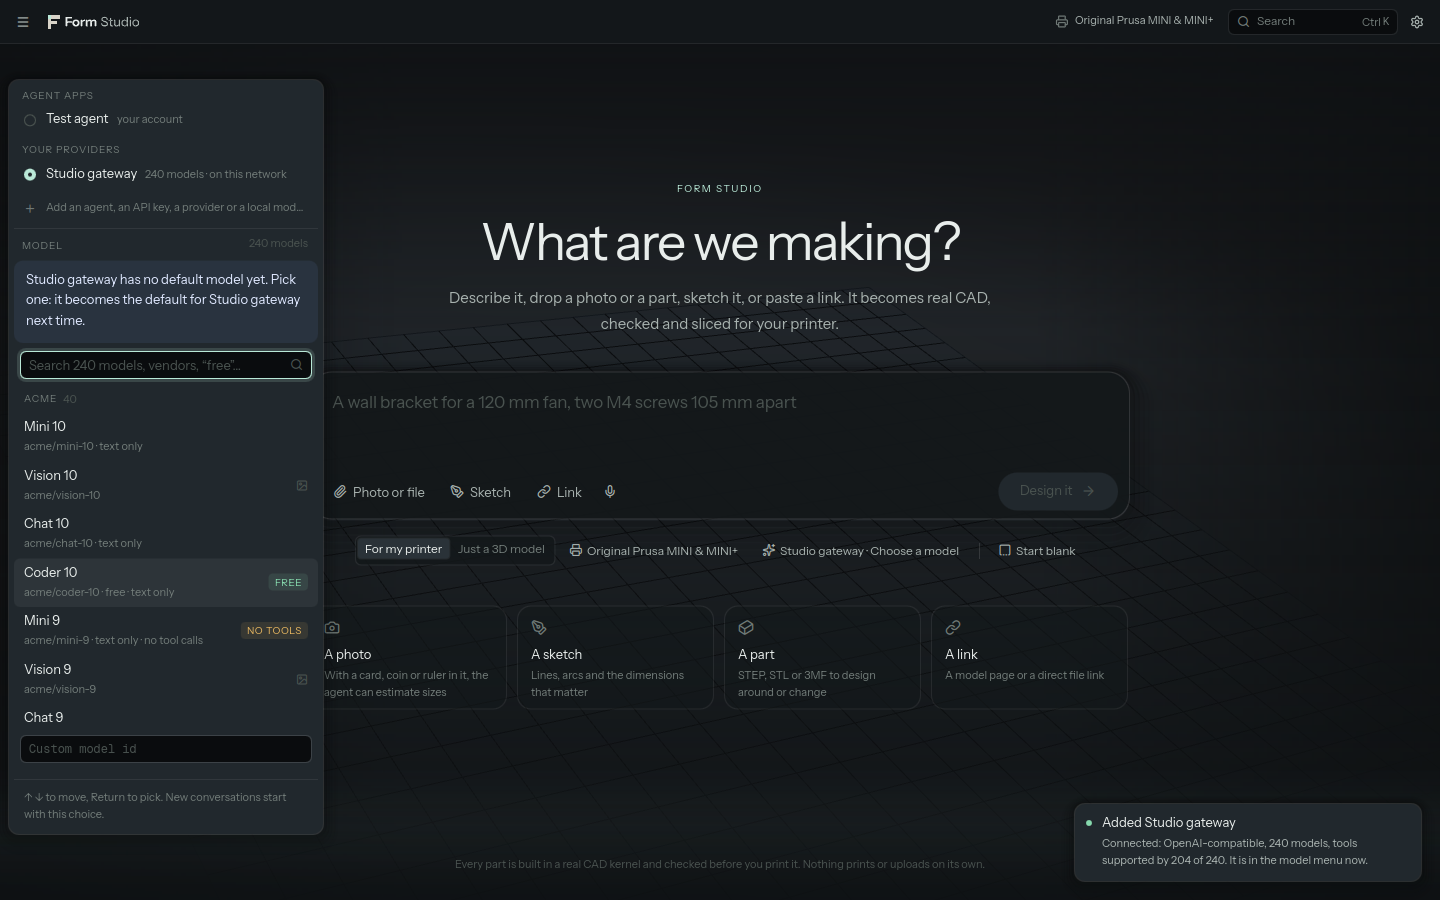 Form Studio
Original Prusa MINI & MINI+
Search
Ctrl K
AGENT APPS
Test agent your account
YOUR PROVIDERS
Studio gateway 240 models · on this network
Add an agent, an API key, a provider or a local mod…
MODEL
240 models
Studio gateway has no default model yet. Pick
one: it becomes the default for Studio gateway
next time.
Search 240 models, vendors, “free”…
ACME 40
Mini 10
acme/mini-10 · text only
Vision 10
acme/vision-10
Chat 10
acme/chat-10 · text only
Coder 10
acme/coder-10 · free · text only
FREE
Mini 9
acme/mini-9 · text only · no tool calls
NO TOOLS
Vision 9
acme/vision-9
Chat 9
Custom model id
↑ ↓ to move, Return to pick. New conversations start
with this choice.
FORM STUDIO
What are we making?
Describe it, drop a photo or a part, sketch it, or paste a link. It becomes real CAD,
checked and sliced for your printer.
A wall bracket for a 120 mm fan, two M4 screws 105 mm apart
Photo or file
Sketch
Link
Design it
For my printer
Just a 3D model
Original Prusa MINI & MINI+
Studio gateway · Choose a model
Start blank
A photo
With a card, coin or ruler in it, the
agent can estimate sizes
A sketch
Lines, arcs and the dimensions
that matter
A part
STEP, STL or 3MF to design
around or change
A link
A model page or a direct file link
Every part is built in a real CAD kernel and checked before you print it. Nothing prints or uploads on its own.
Added Studio gateway
Connected: OpenAI-compatible, 240 models, tools
supported by 204 of 240. It is in the model menu now.